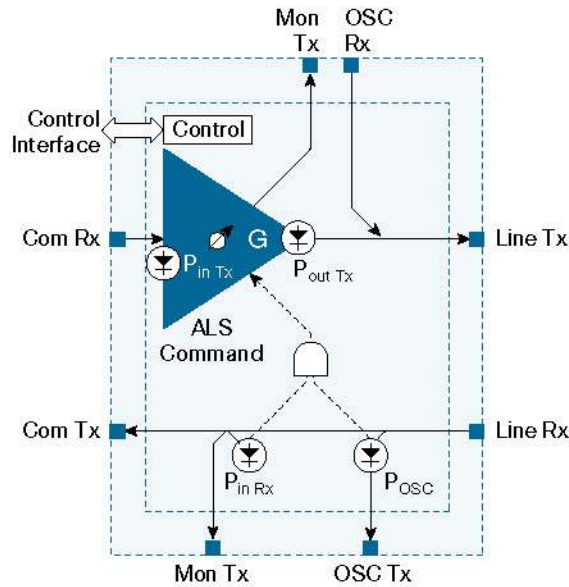 Mon
Tx
OSC
Rx
Control
Interface
Control
Com Rx
G
P in Tx
P out Tx
Line Tx
ALS
Command
Com Tx
Line Rx
P in Rx
P OSC
Mon Tx
OSC Tx